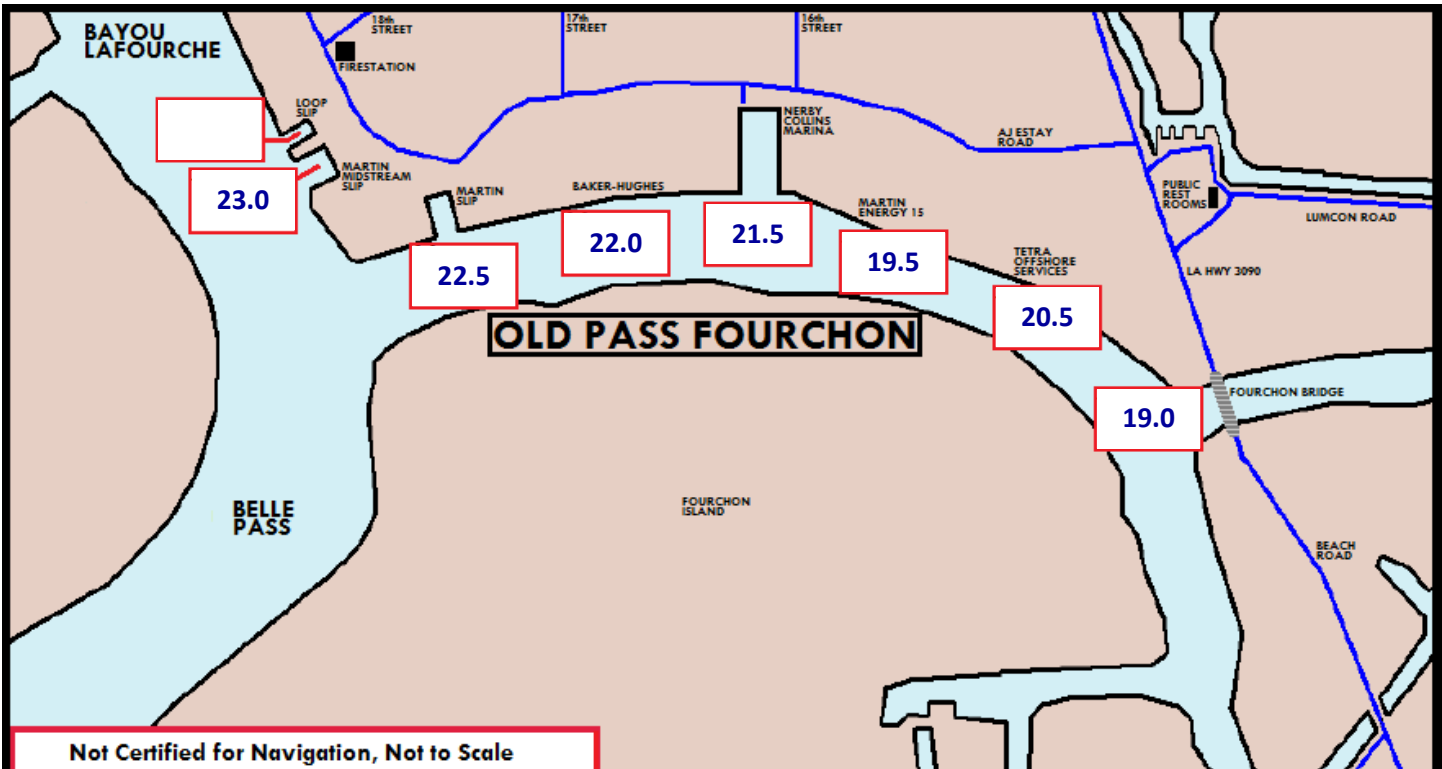 BAYOU
LAFOURCHE
18th
STREET
17th
STREET
16th
STREET
FIRESTATION
LOOP
SLIP
NERBY
COLLINS
MARINA
AJ ESTAY
ROAD
MARTIN
MIDSTREAM
SLIP
23.0
MARTIN
SLIP
BAKER-HUGHES
MARTIN
ENERGY 15
PUBLIC
REST
ROOMS
LUMCON ROAD
22.5
22.0
21.5
19.5
TETRA
OFFSHORE
SERVICES
LA HWY 3090
20.5
OLD PASS FOURCHON
19.0
FOURCHON BRIDGE
BELLE
PASS
FOURCHON
ISLAND
BEACH
ROAD
Not Certified for Navigation, Not to Scale